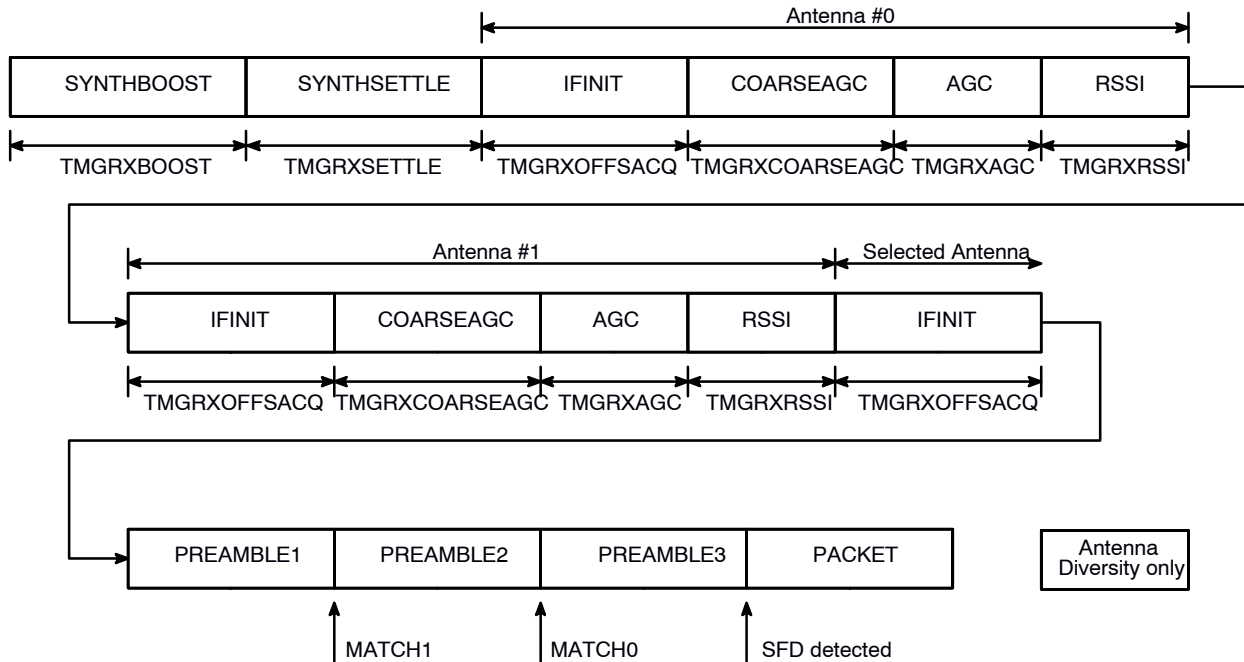 Antenna #0
SYNTHBOOST SYNTHSETTLE IFINIT COARSEAGC AGC RSSI
TMGRXBOOST TMGRXSETTLE TMGRXOFFSACQ TMGRXCOARSEAGC TMGRXAGC TMGRXRSSI
Antenna #1 Selected Antenna
IFINIT COARSEAGC AGC RSSI IFINIT
TMGRXOFFSACQ TMGRXCOARSEAGC TMGRXAGC TMGRXRSSI TMGRXOFFSACQ
PREAMBLE1 PREAMBLE2 PREAMBLE3 PACKET
Antenna
Diversity only
MATCH1 MATCH0 SFD detected